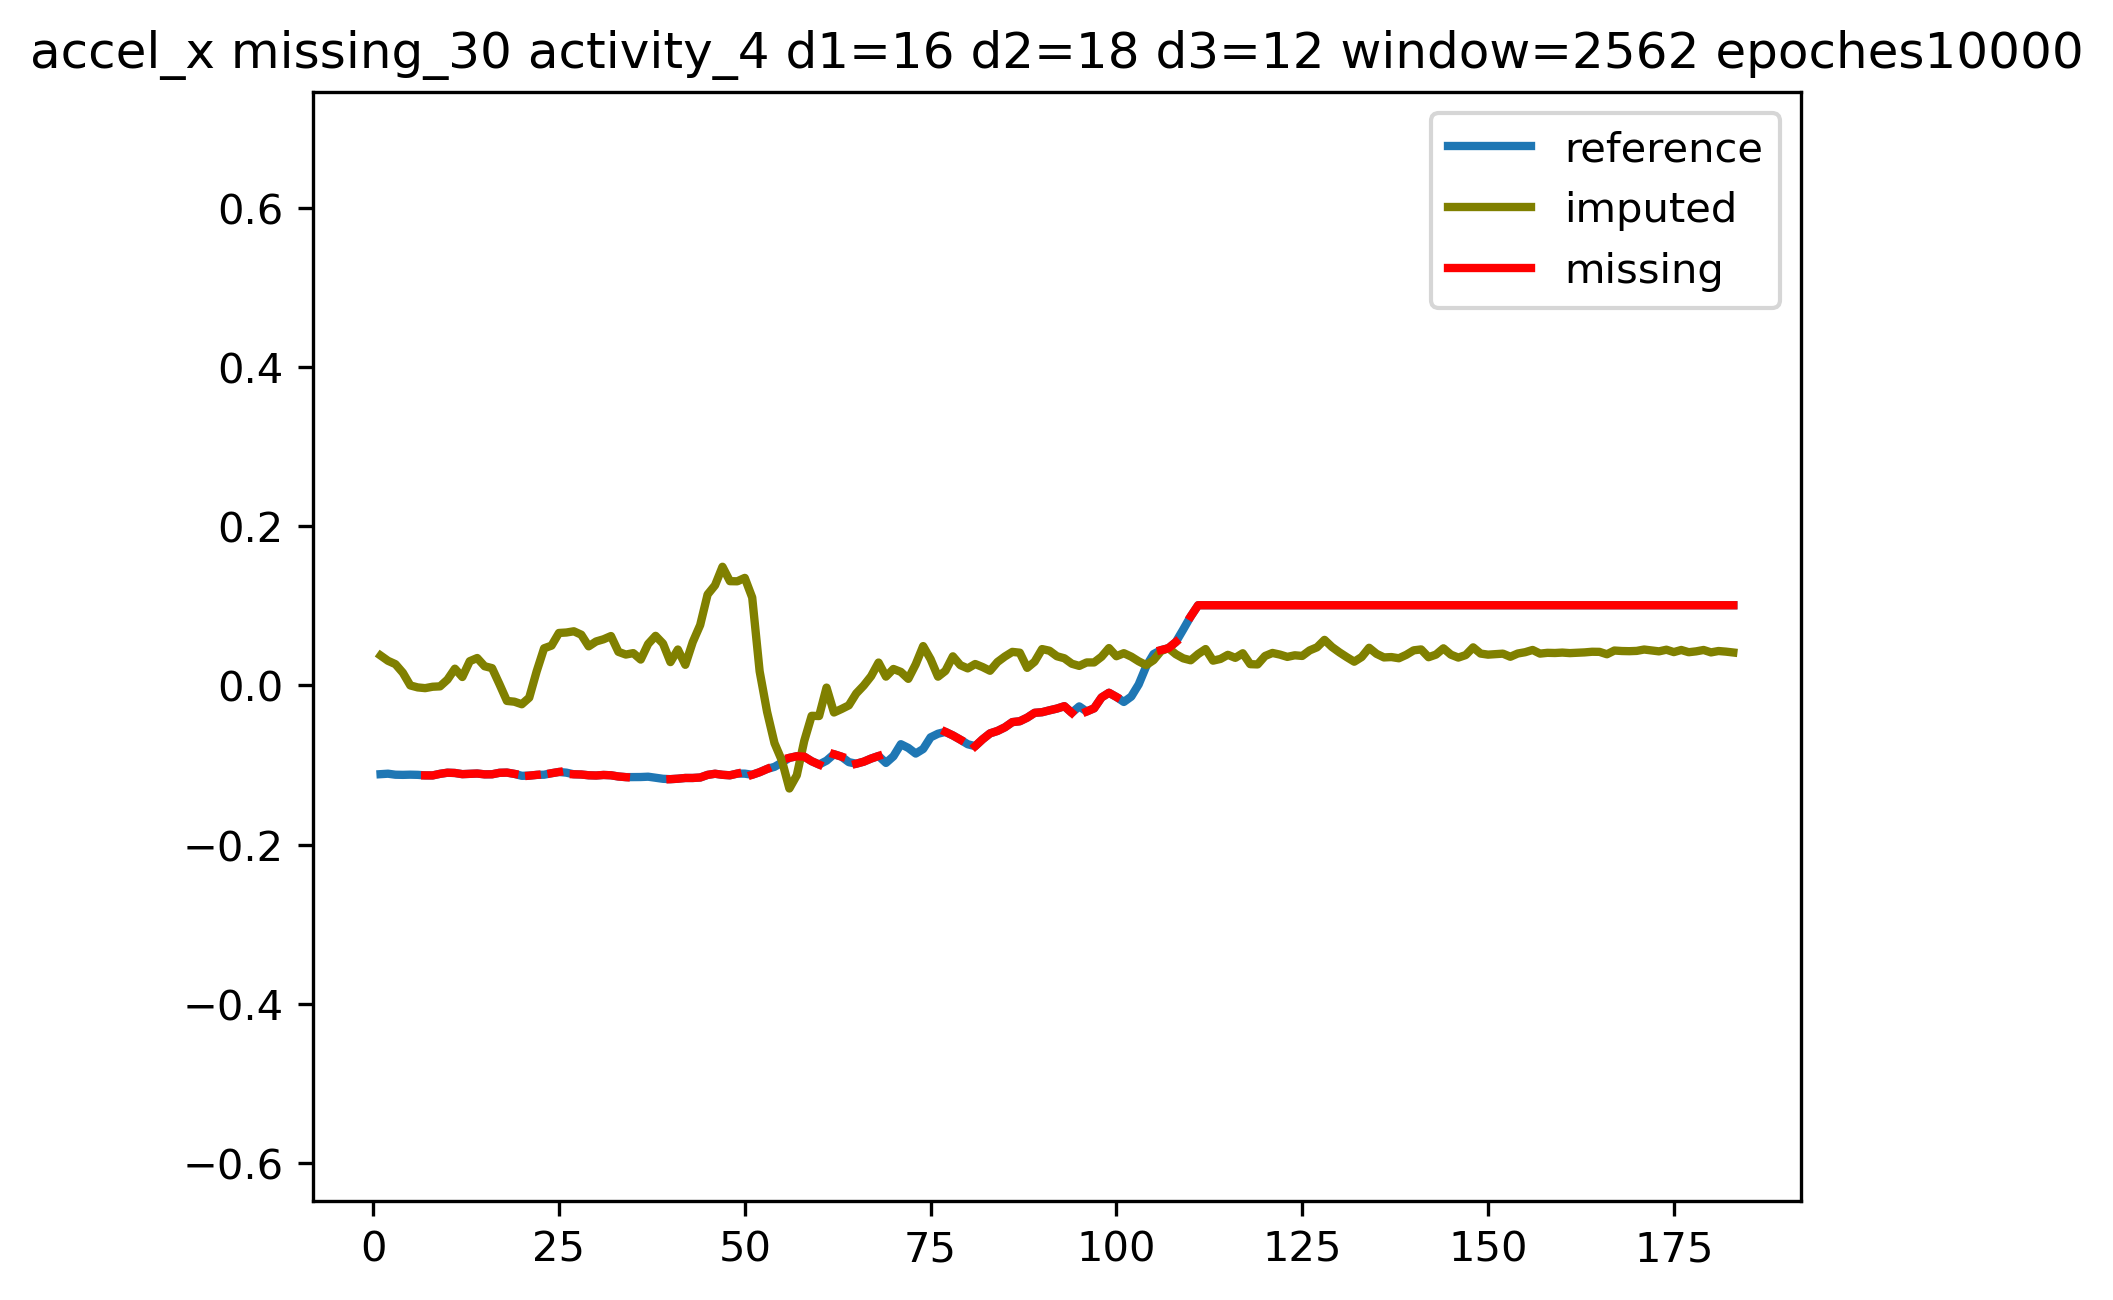 accel_x missing_30 activity_4 d1=16 d2=18 d3=12 window=2562 epoches10000
reference
imputed
missing
0.6
0.4
0.2
0.0
−0.2
−0.4
−0.6
0 25 50 75 100 125 150 175